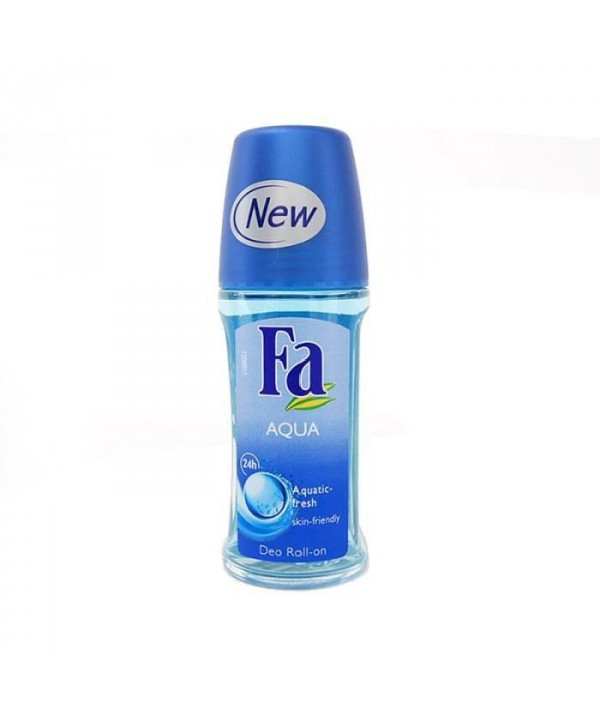 New
Fa
AQUA
24h
Aquatic-
fresh
skin-friendly
Deo Roll-on